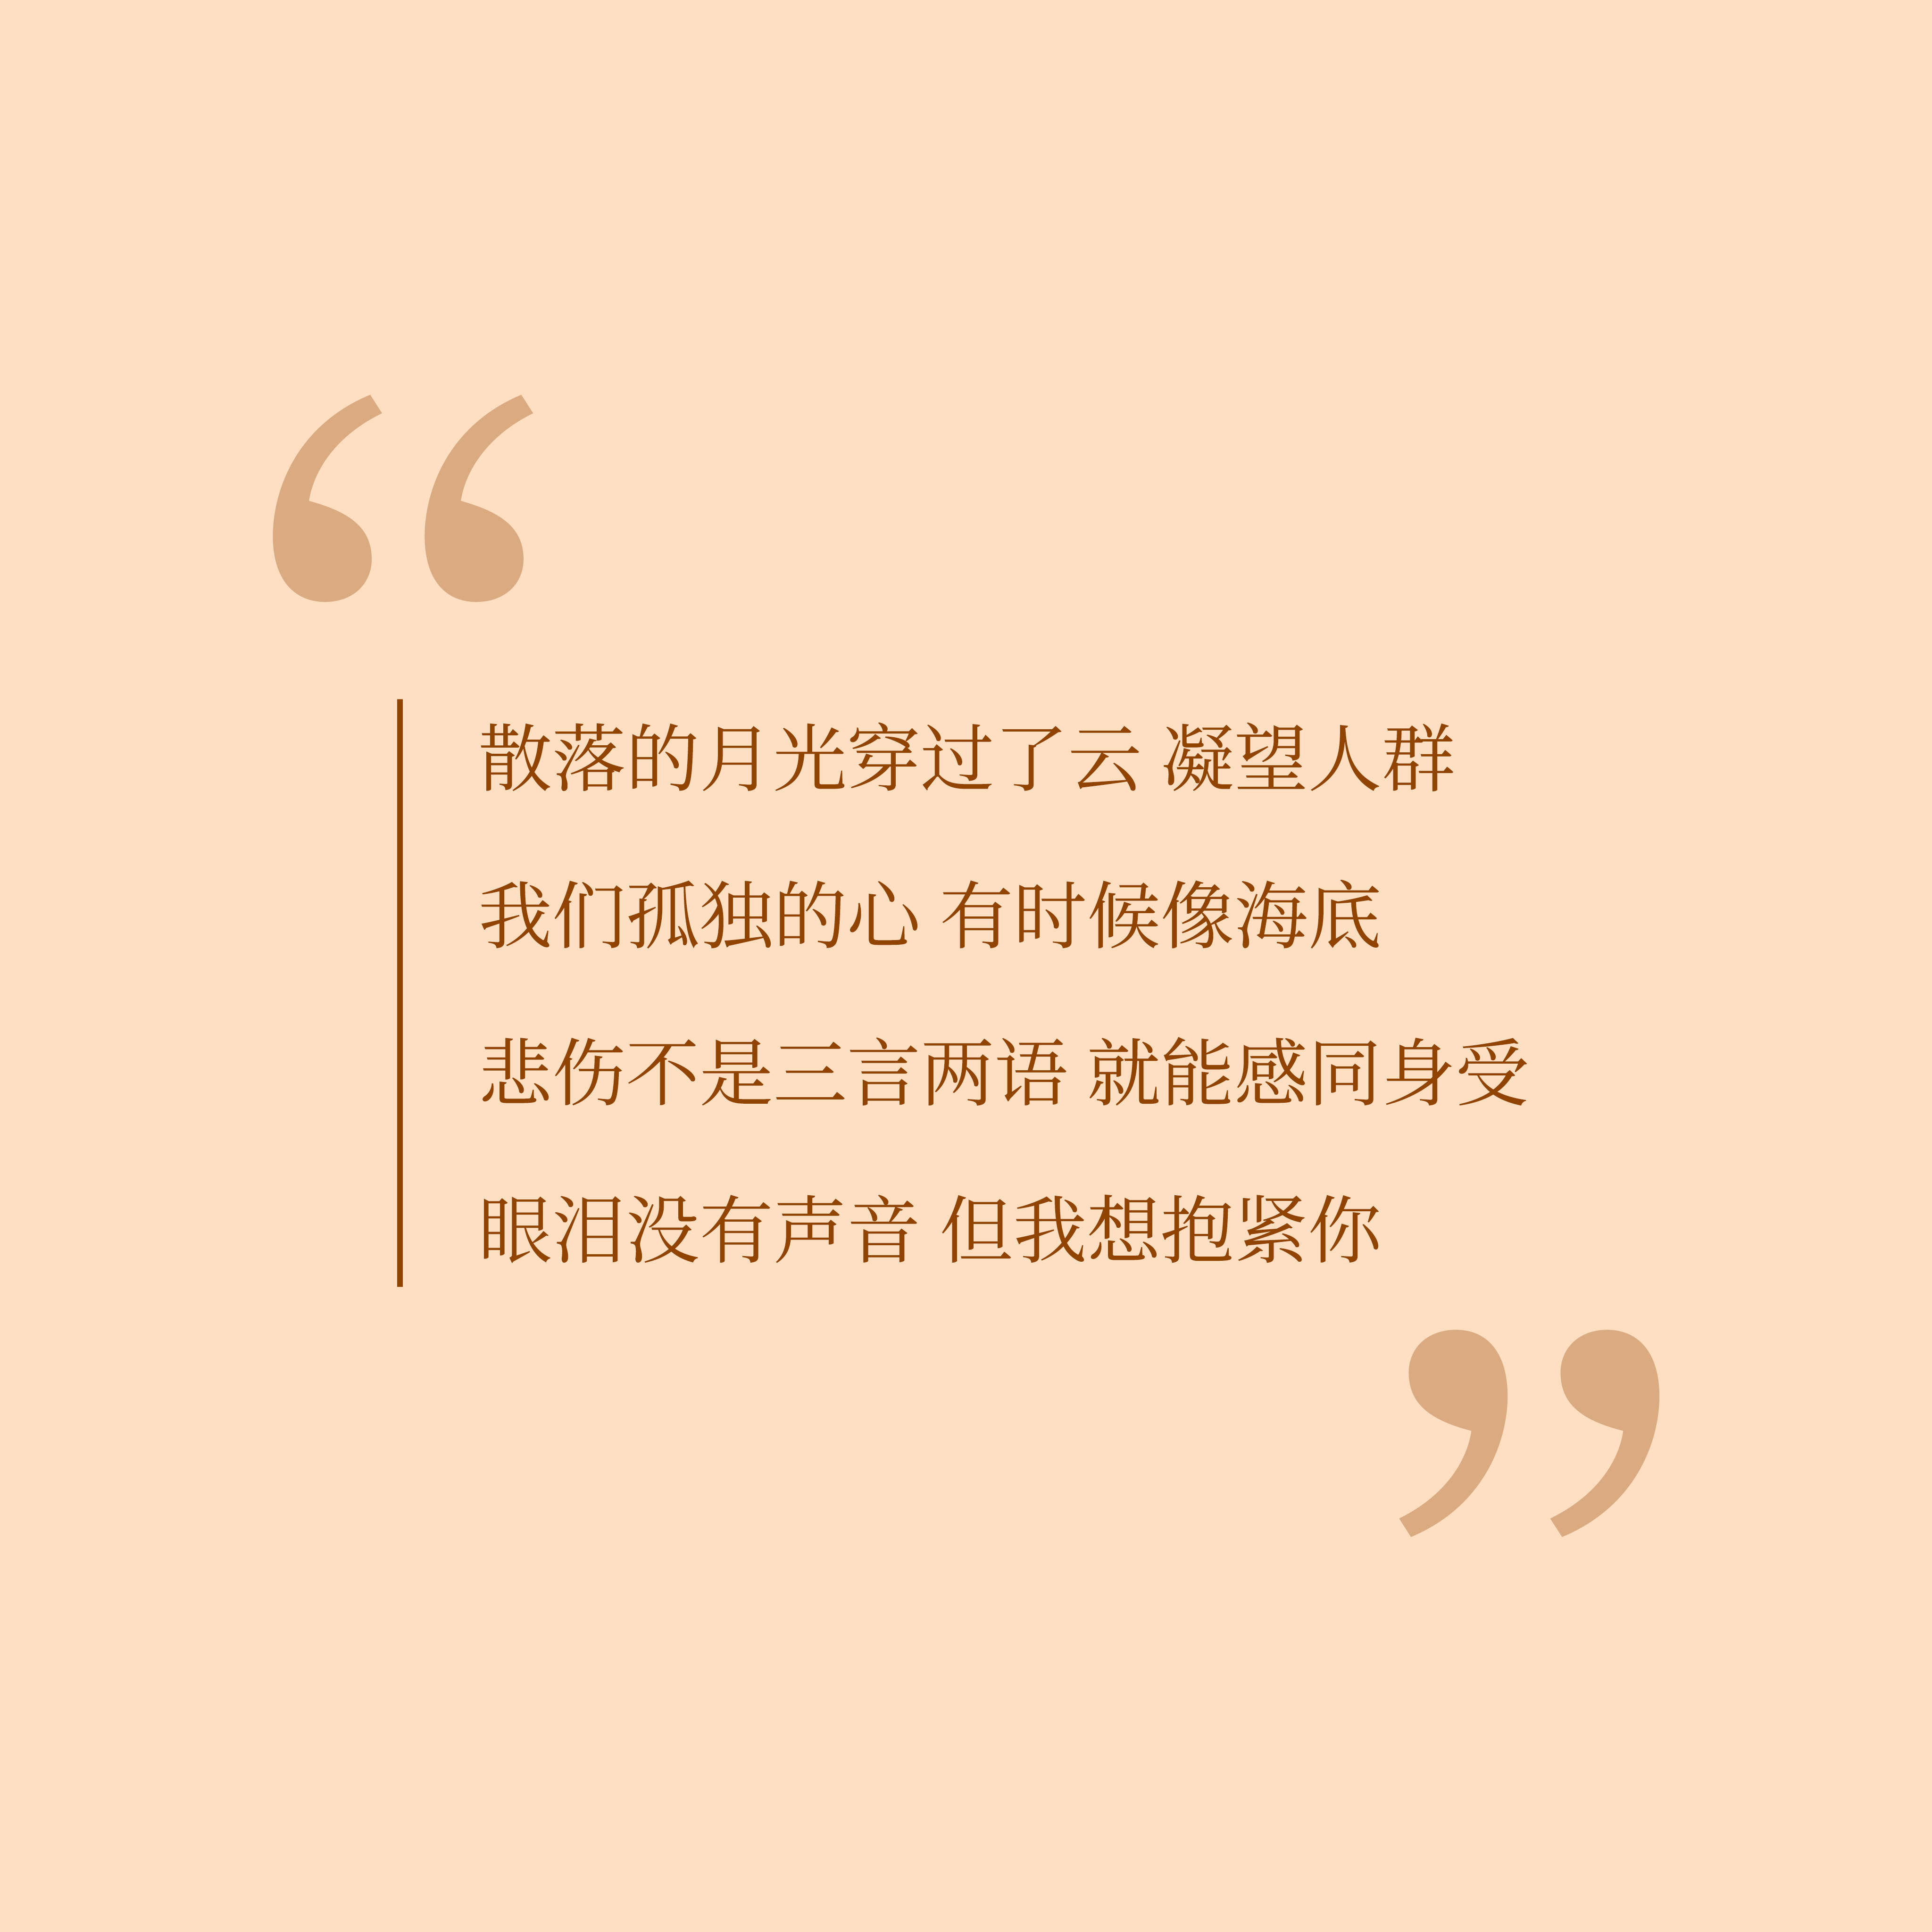 散落的月光穿过了云 凝望人群
我们孤独的心 有时候像海底
悲伤不是三言两语 就能感同身受
眼泪没有声音 但我想抱紧你